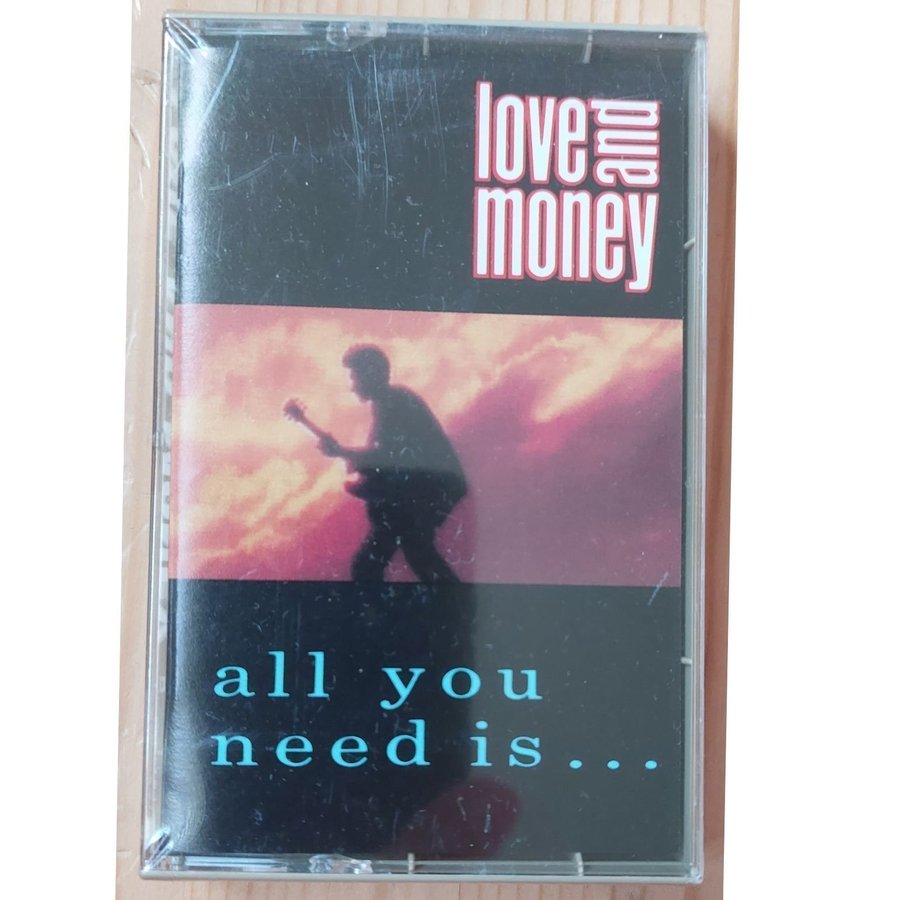 love and
money
all you
need is...